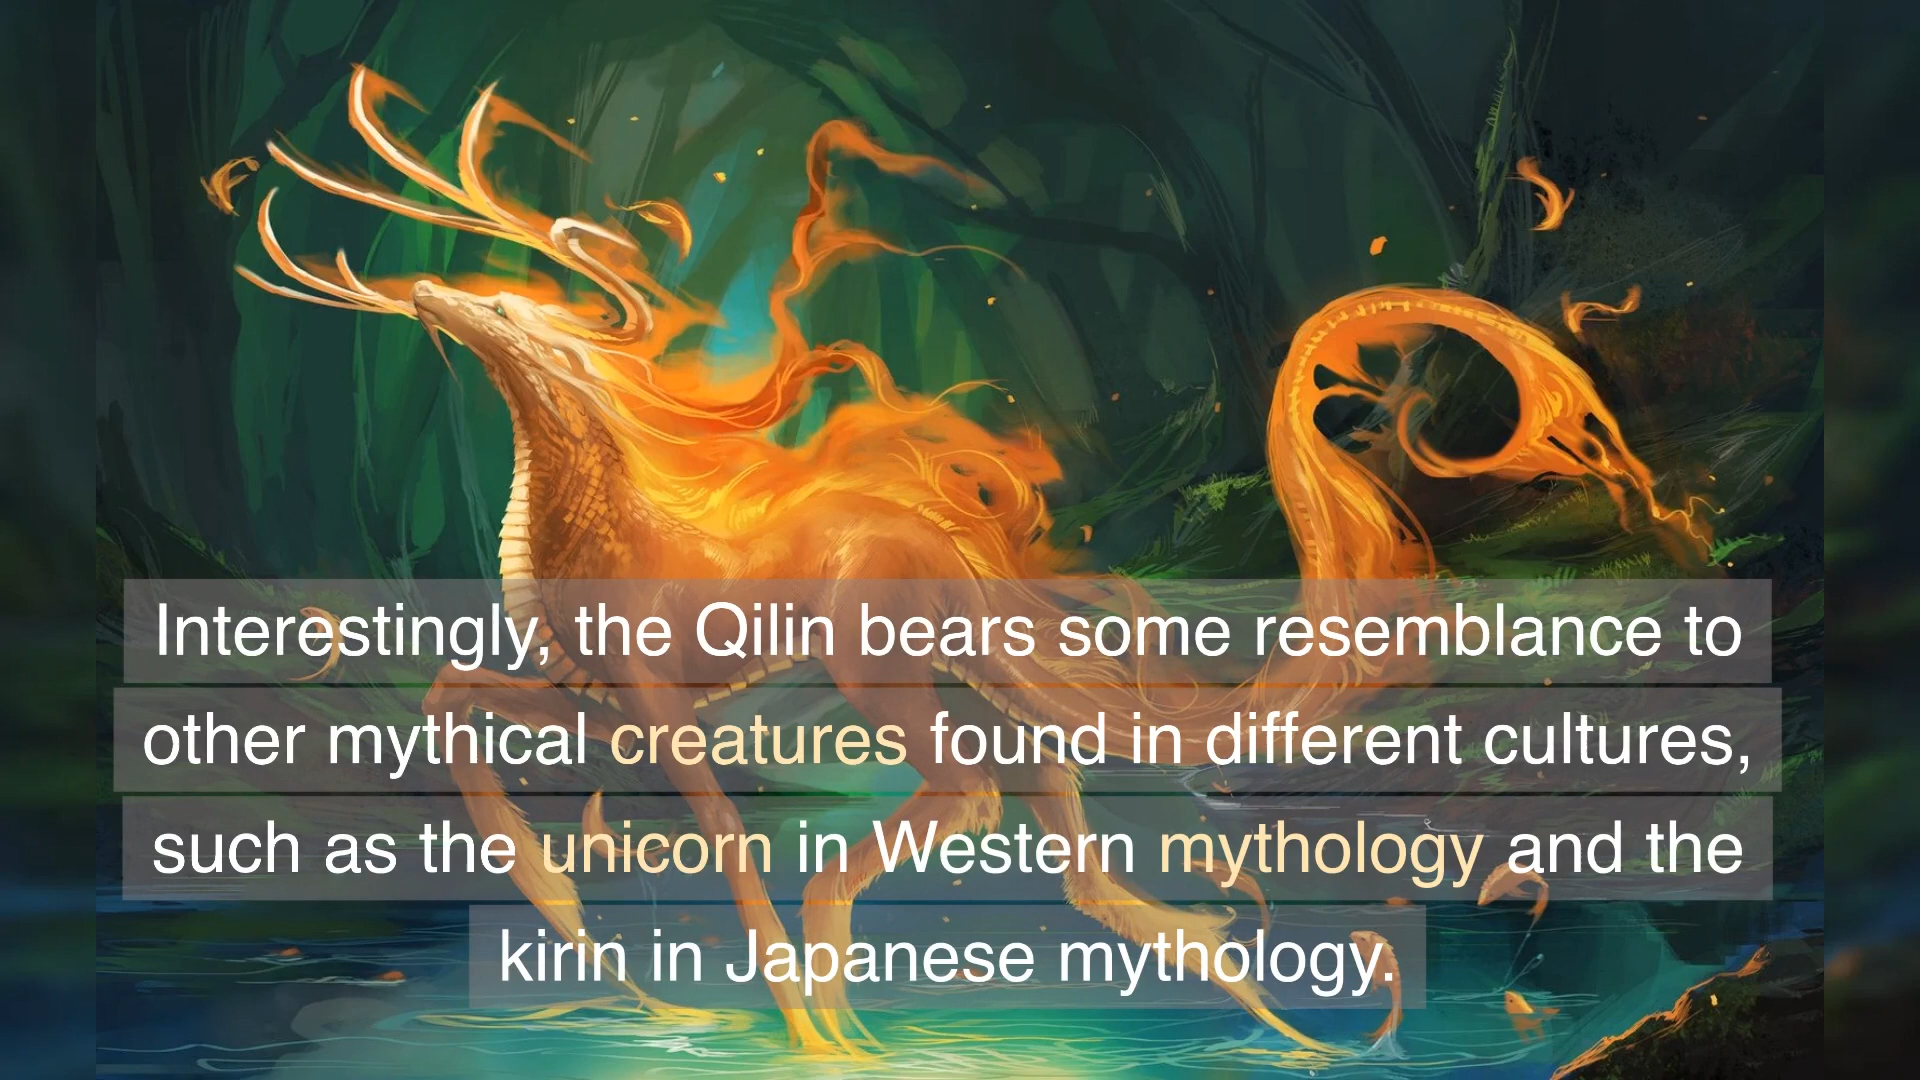 Interestingly, the Qilin bears some resemblance to
other mythical creatures found in different cultures,
such as the unicorn in Western mythology and the
kirin in Japanese mythology.